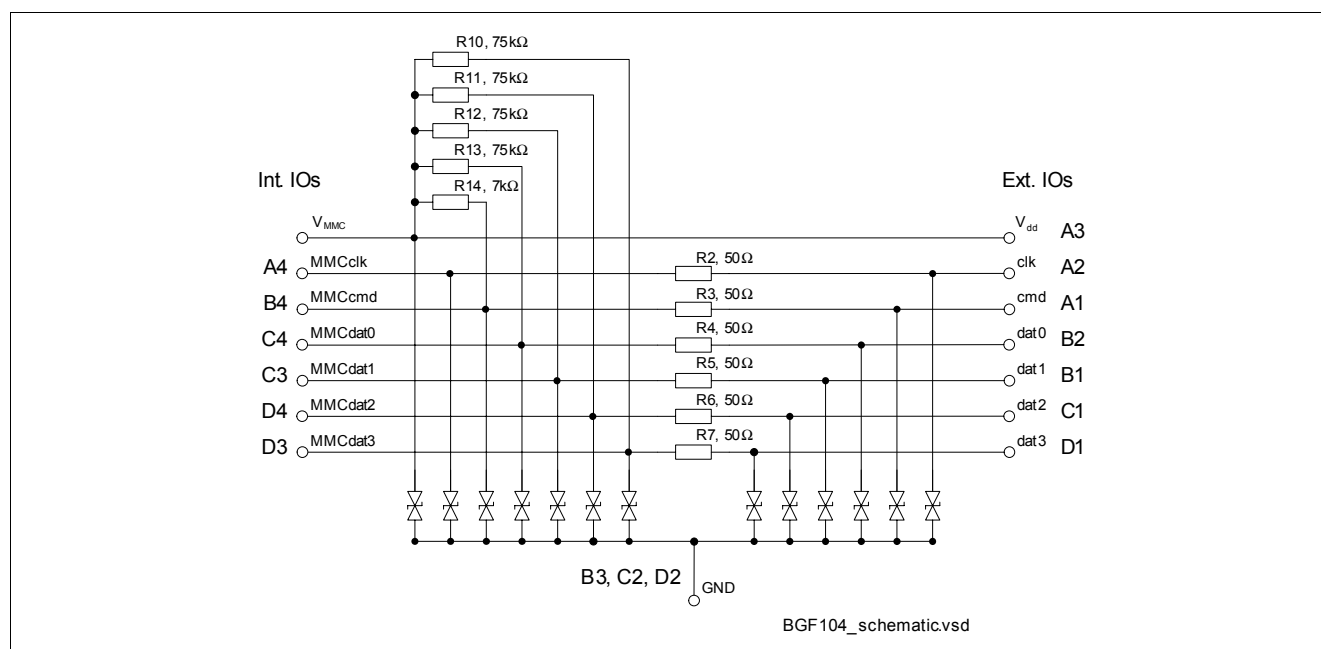 R10, 75kΩ
R11, 75kΩ
R12, 75kΩ
R13, 75kΩ
R14, 7kΩ
Int. IOs
Ext. IOs
VMMC
Vdd A3
A4 MMCclk R2, 50Ω clk A2
B4 MMCcmd R3, 50Ω cmd A1
C4 MMCdat0 R4, 50Ω dat0 B2
C3 MMCdat1 R5, 50Ω dat1 B1
D4 MMCdat2 R6, 50Ω dat2 C1
D3 MMCdat3 R7, 50Ω dat3 D1
B3, C2, D2
GND
BGF104_schematic.vsd